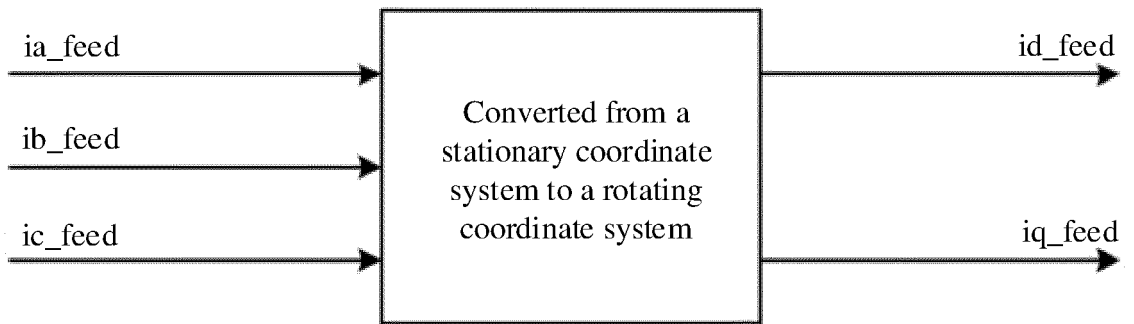 ia_feed
ib_feed
ic_feed
Converted from a
stationary coordinate
system to a rotating
coordinate system
id_feed
iq_feed